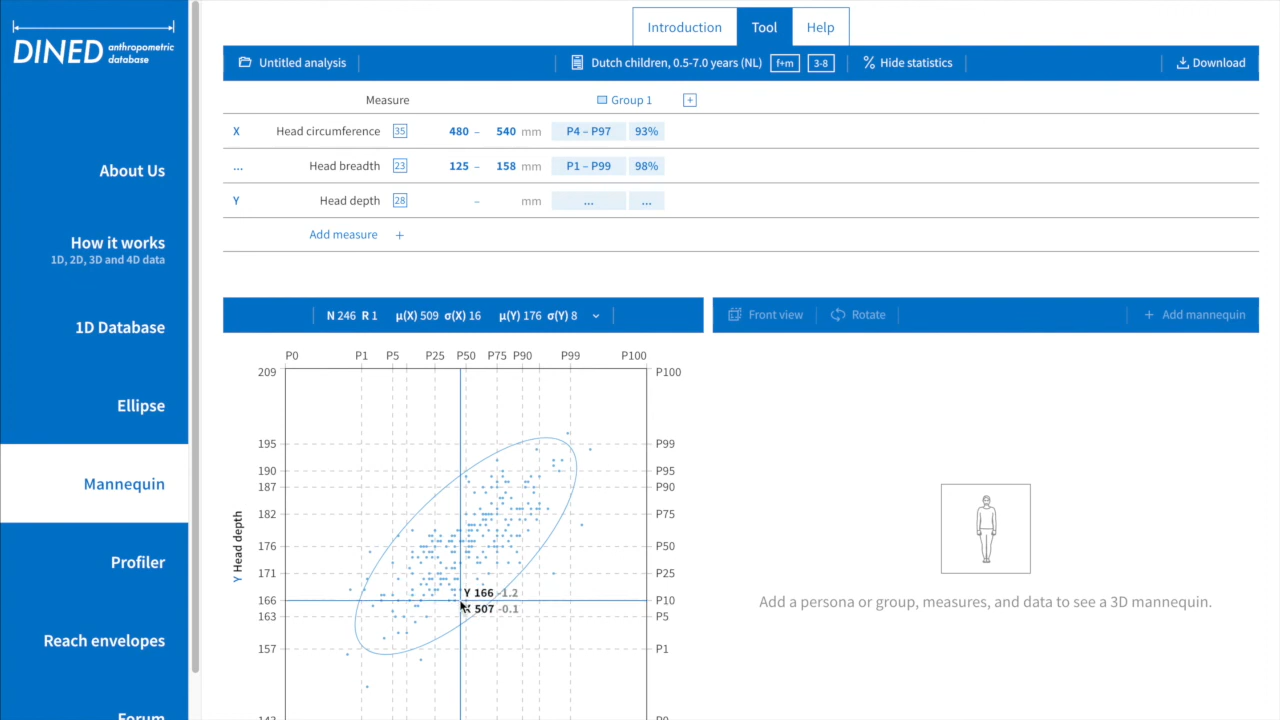 DINED anthropometric database
About Us
How it works
1D, 2D, 3D and 4D data
1D Database
Ellipse
Mannequin
Profiler
Reach envelopes
Forum
Introduction Tool Help
Untitled analysis Dutch children, 0.5-7.0 years (NL) f+m 3-8 % Hide statistics Download
Measure Group 1 +
X Head circumference 35 480 – 540 mm P4 – P97 93%
... Head breadth 23 125 – 158 mm P1 – P99 98%
Y Head depth 28 – mm ... ...
Add measure +
N 246 R 1 μ(X) 509 σ(X) 16 μ(Y) 176 σ(Y) 8
Front view Rotate + Add mannequin
P0 P1 P5 P25 P50 P75 P90 P99 P100
209 P100
195 P99
190 P95
187 P90
182 P75
176 P50
171 P25
166 P10
163 P5
157 P1
143 P0
Y Head depth
Y 166 -1.2
X 507 -0.1
Add a persona or group, measures, and data to see a 3D mannequin.